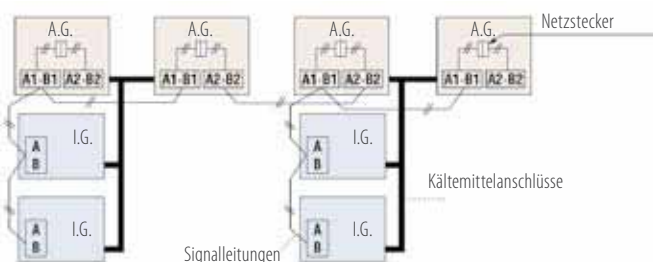 A.G. A.G. A.G. A.G. Netzstecker
A1-B1 A2-B2 A1-B1 A2-B2 A1-B1 A2-B2 A1-B1 A2-B2
A B I.G. A B I.G.
Kältemittelanschlüsse
A B I.G. A B I.G.
Signalleitungen